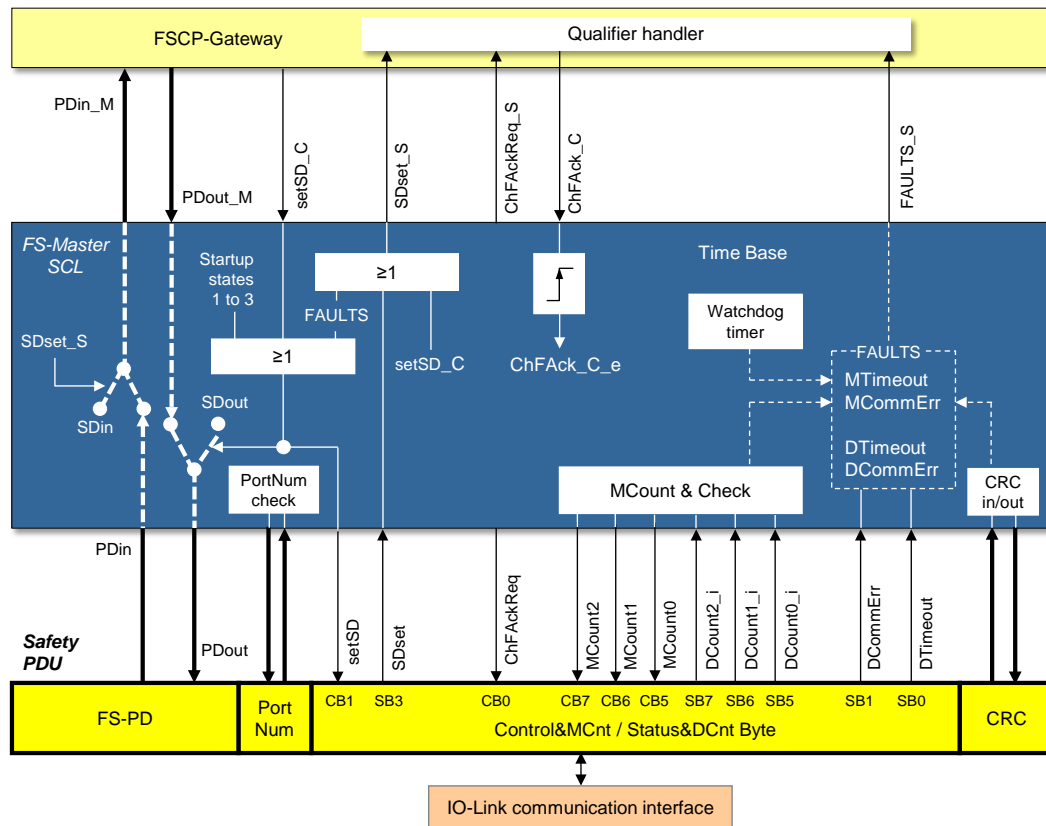 FSCP-Gateway
Qualifier handler
PDin_M
PDout_M
setSD_C
SDset_S
ChFAckReq_S
ChFAck_C
FAULTS_S
FS-Master
SCL
Startup
states
1 to 3
≥1
FAULTS
≥1
setSD_C
ChFAck_C_e
Time Base
Watchdog
timer
FAULTS
MTimeout
MCommErr
DTimeout
DCommErr
SDset_S
SDin
SDout
PortNum
check
MCount & Check
CRC
in/out
PDin
PDout
setSD
SDset
ChFAckReq
MCount2
MCount1
MCount0
DCount2_i
DCount1_i
DCount0_i
DCommErr
DTimeout
Safety
PDU
FS-PD
Port
Num
CB1
SB3
CB0
CB7
CB6
CB5
SB7
SB6
SB5
SB1
SB0
Control&MCnt / Status&DCnt Byte
CRC
IO-Link communication interface